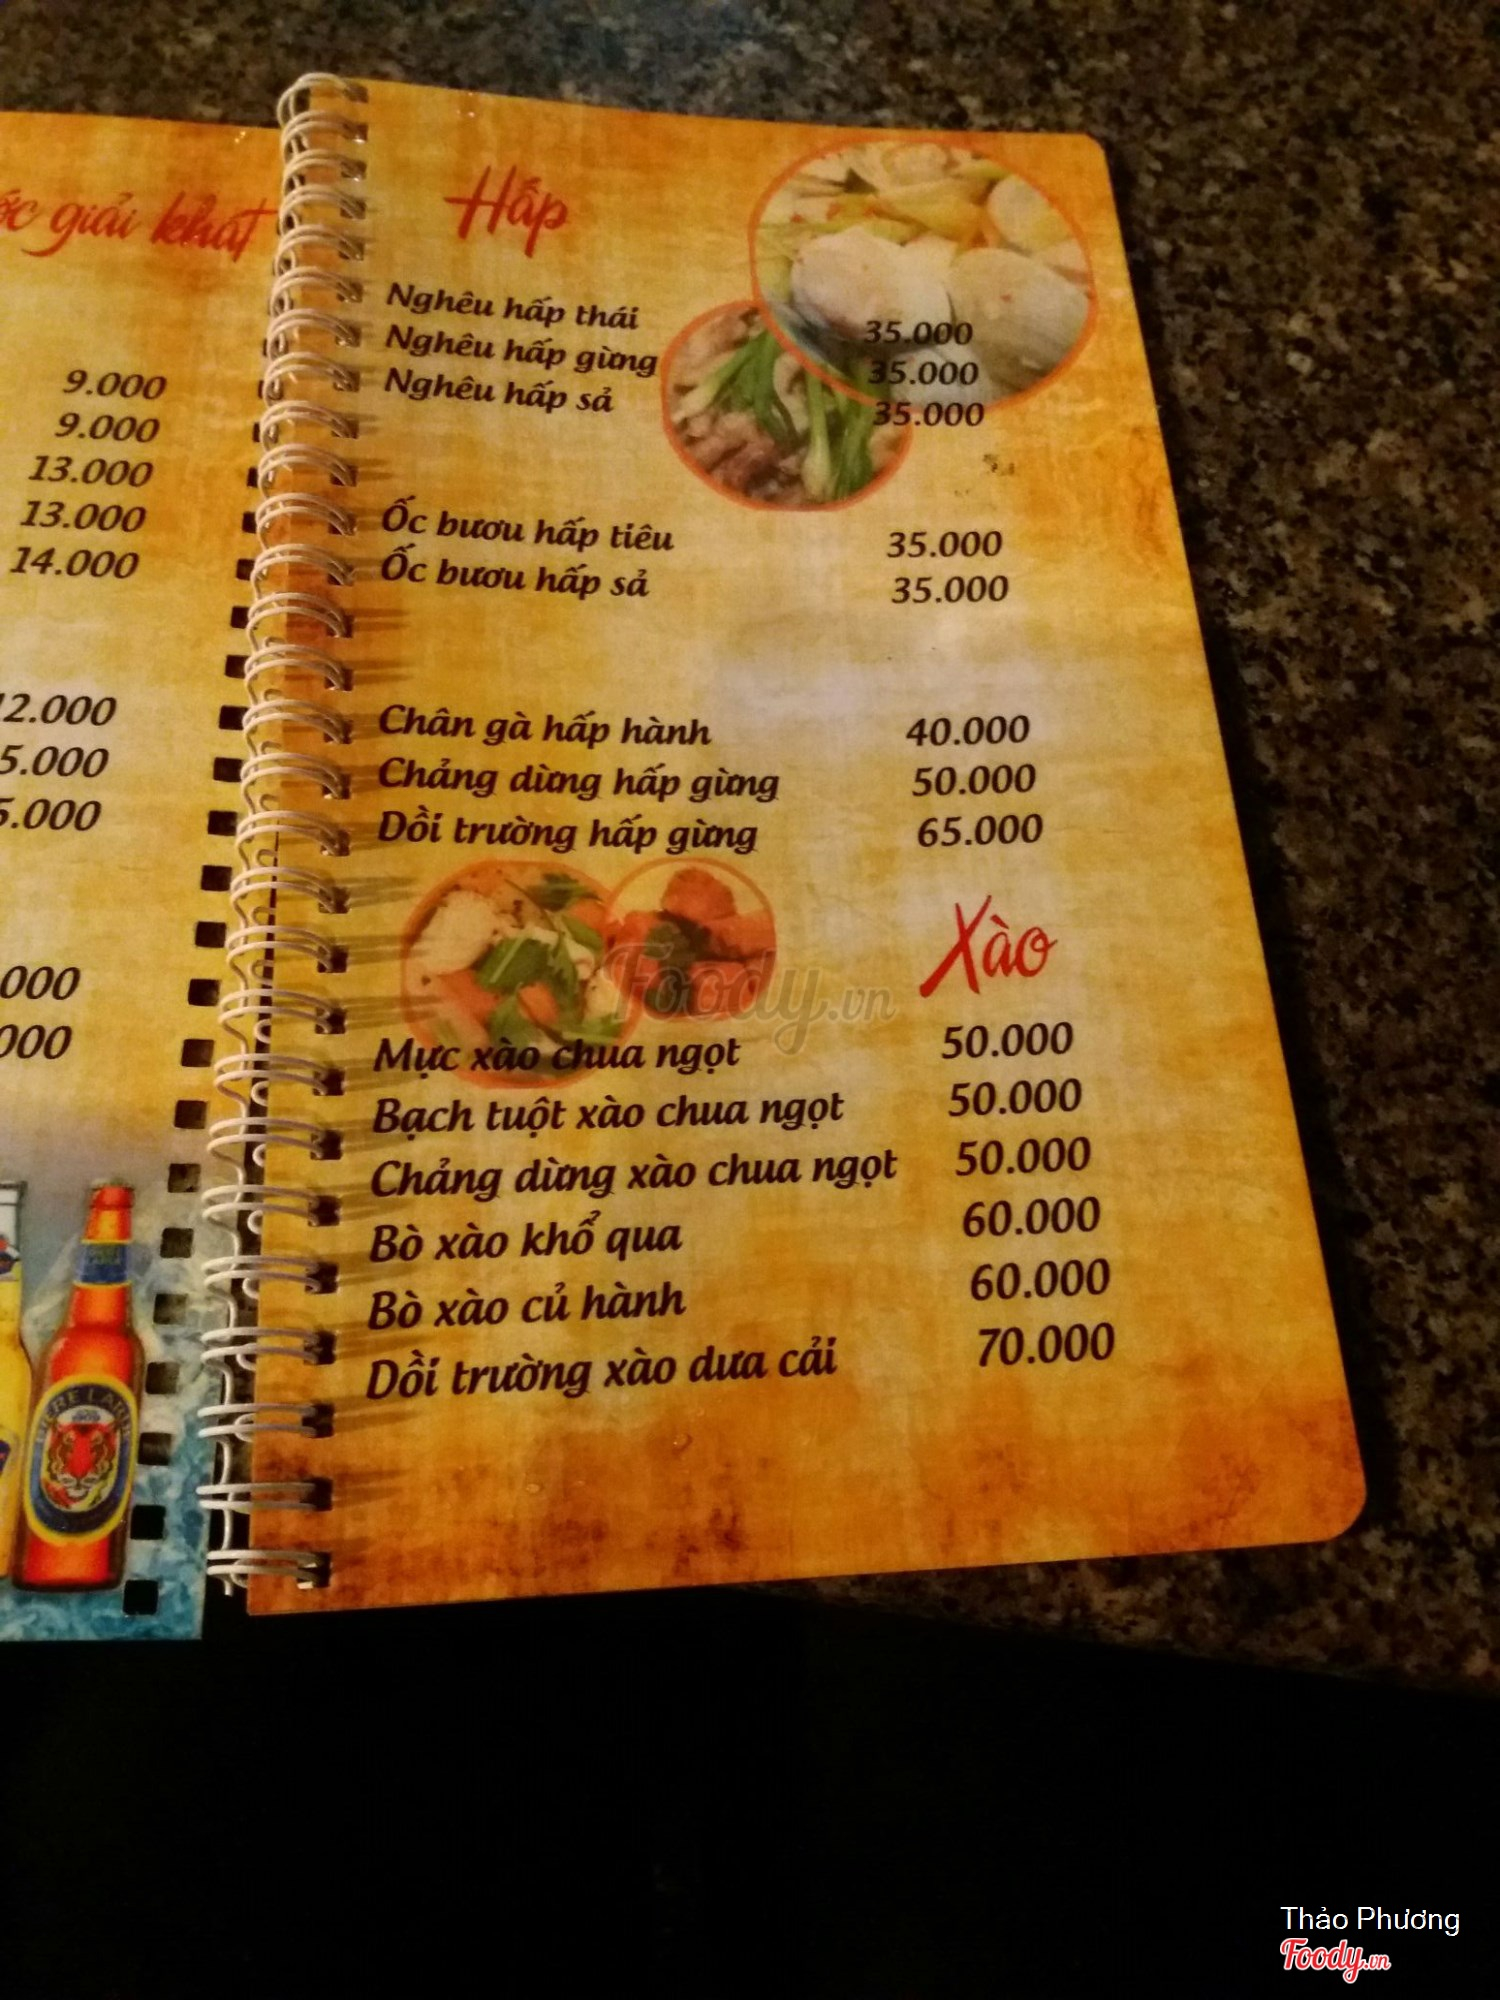 giải khát
9.000
9.000
13.000
13.000
14.000
12.000
5.000
5.000
000
000
Hấp
Nghêu hấp thái 35.000
Nghêu hấp gừng 35.000
Nghêu hấp sả 35.000
Ốc bươu hấp tiêu 35.000
Ốc bươu hấp sả 35.000
Chân gà hấp hành 40.000
Chảng dừng hấp gừng 50.000
Dồi trường hấp gừng 65.000
Xào
Mực xào chua ngọt 50.000
Bạch tuột xào chua ngọt 50.000
Chảng dừng xào chua ngọt 50.000
Bò xào khổ qua 60.000
Bò xào củ hành 60.000
Dồi trường xào dưa cải 70.000
Foody.vn
Thảo Phương
Foody.vn